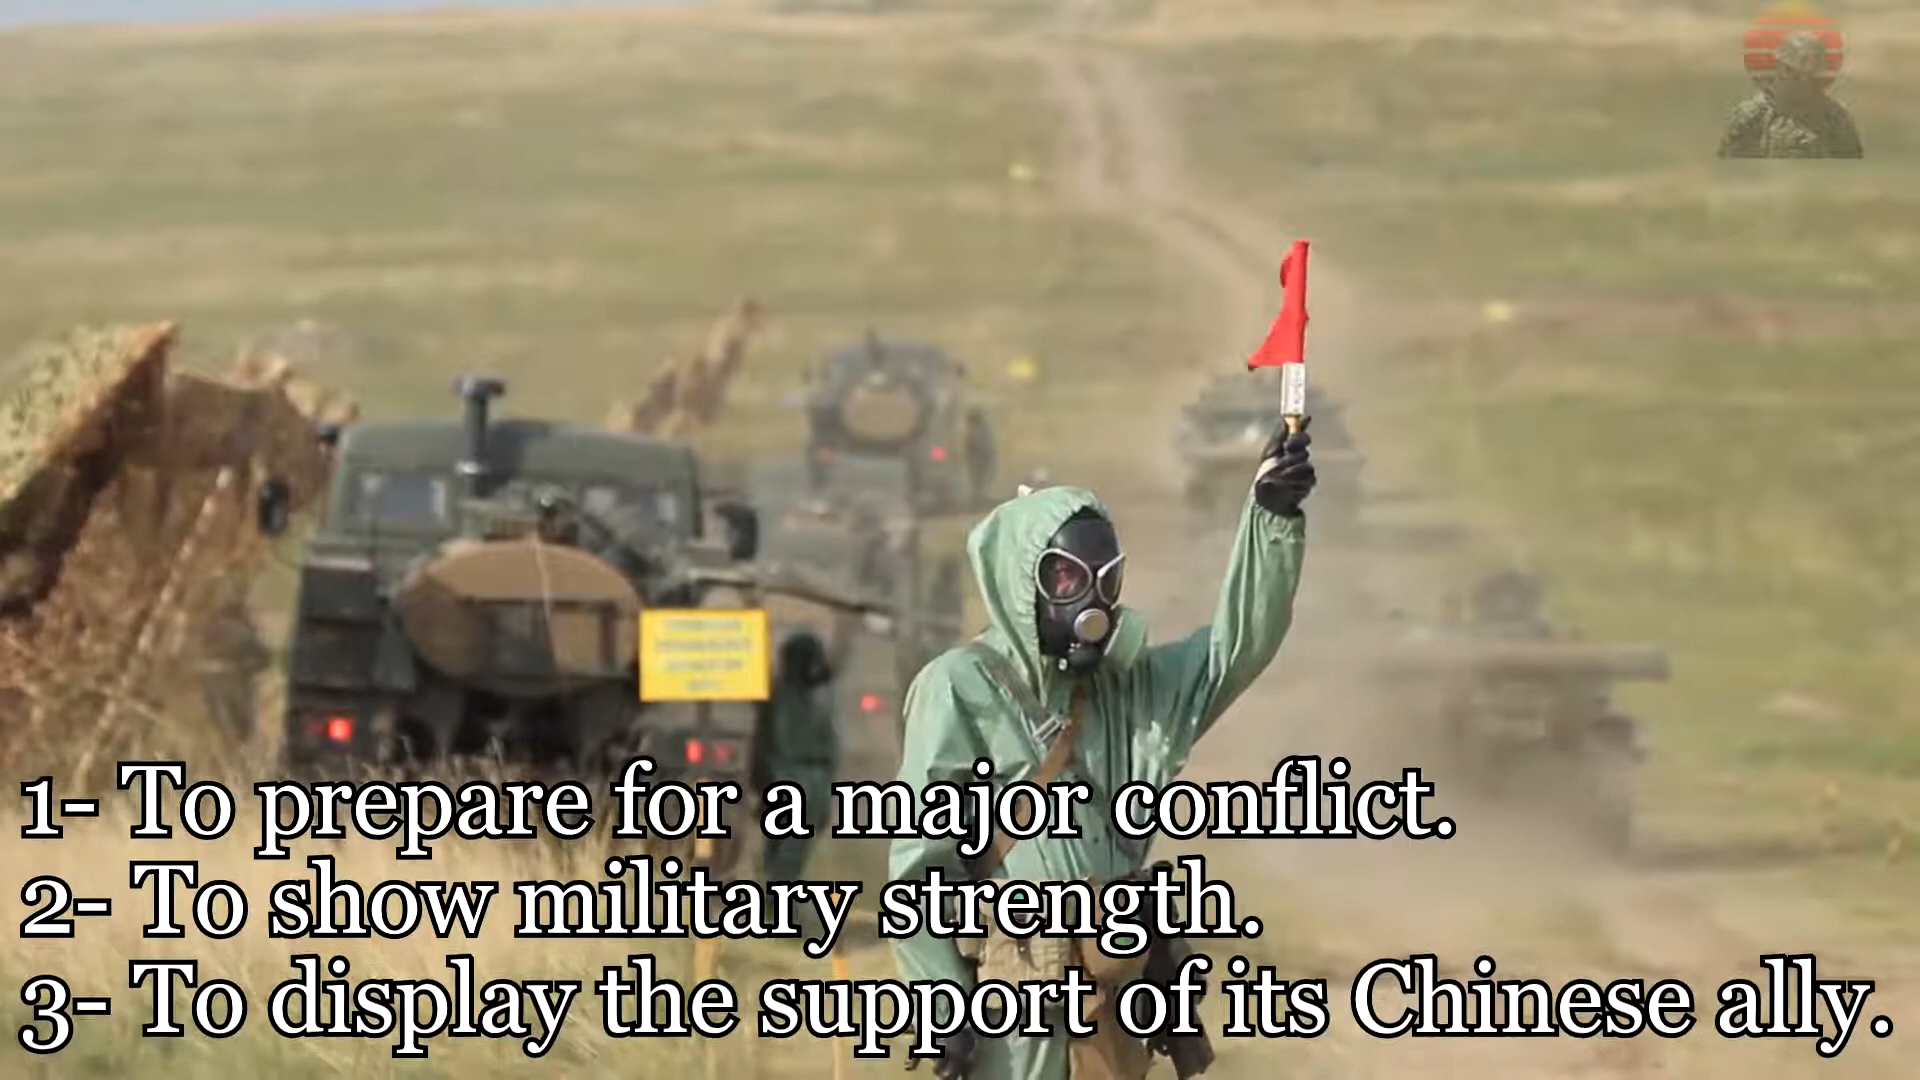 1- To prepare for a major conflict.
2- To show military strength.
3- To display the support of its Chinese ally.